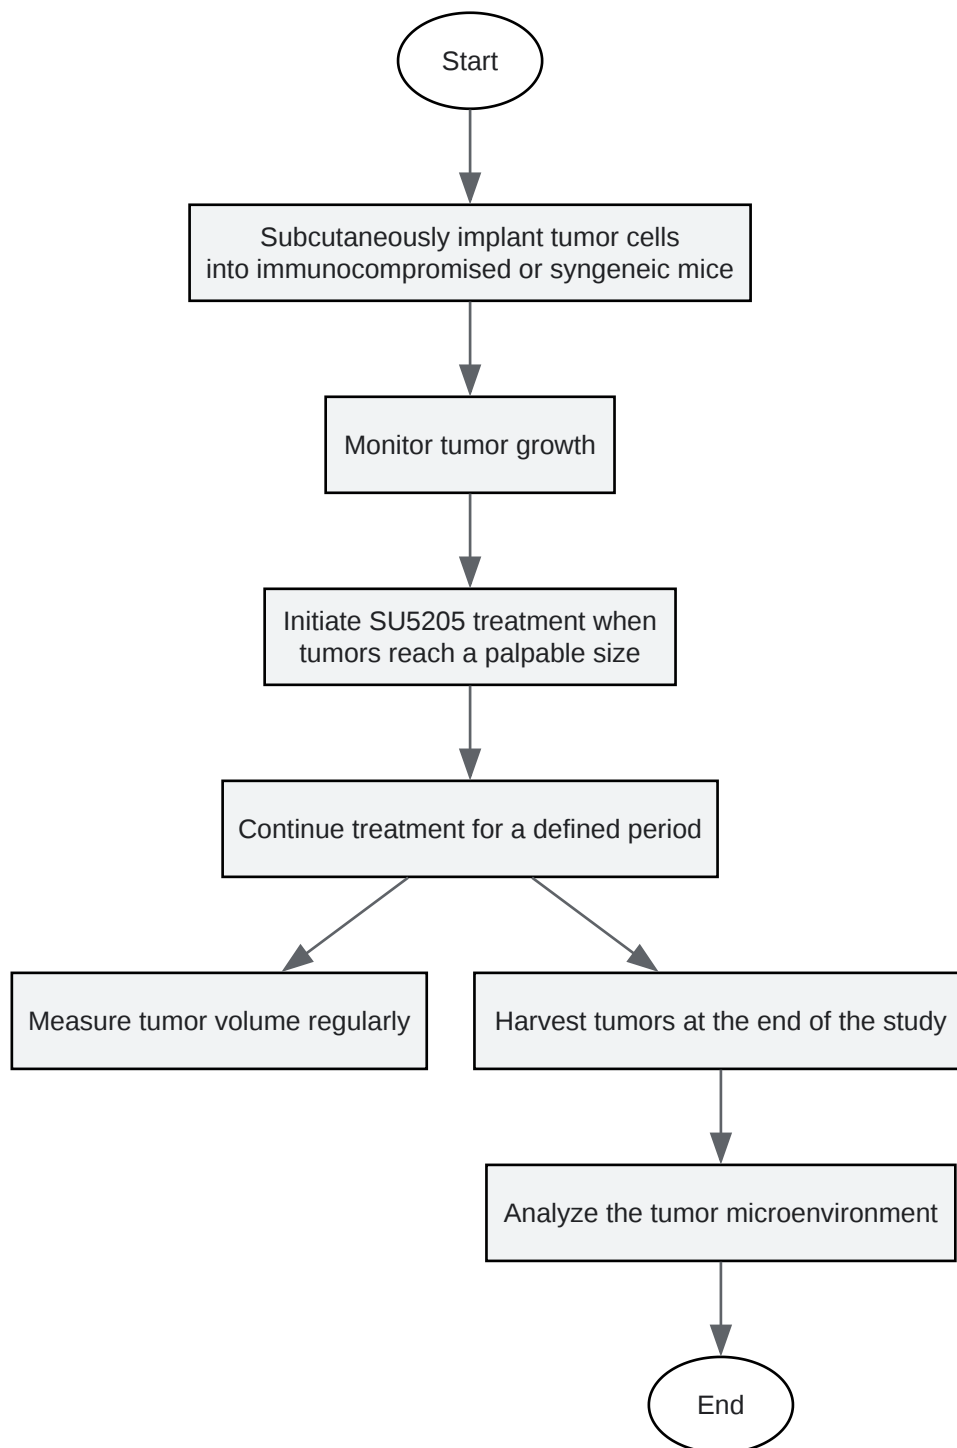 Start
Subcutaneously implant tumor cells
into immunocompromised or syngeneic mice
Monitor tumor growth
Initiate SU5205 treatment when
tumors reach a palpable size
Continue treatment for a defined period
Measure tumor volume regularly
Harvest tumors at the end of the study
Analyze the tumor microenvironment
End